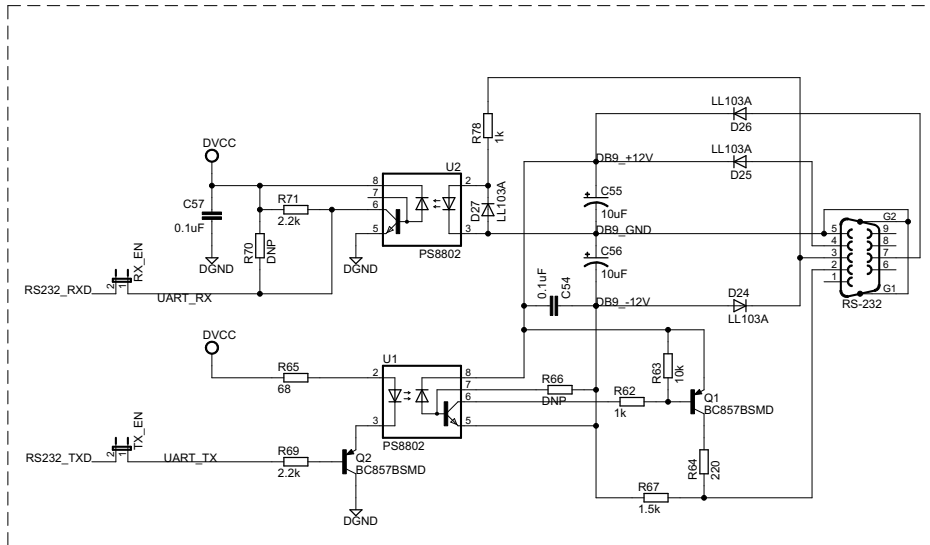 LL103A
D26
LL103A
D25
R78
1k
DVCC
U2
DB9_+12V
8
7
6
5
2
3
R71
2.2k
C57
0.1uF
R70
DNP
D27
LL103A
C55
10uF
DB9_GND
PS8802
DGND
DGND
G2
5
4
3
2
1
9
8
7
6
G1
RS-232
C56
10uF
0.1uF
C54
DB9_-12V
D24
LL103A
RX_EN
2
1
RS232_RXD
UART_RX
DVCC
R65
68
U1
2
3
8
7
6
5
PS8802
R66
DNP
R62
1k
R63
10k
Q1
BC857BSMD
TX_EN
2
1
RS232_TXD
UART_TX
R69
2.2k
Q2
BC857BSMD
DGND
R64
220
R67
1.5k